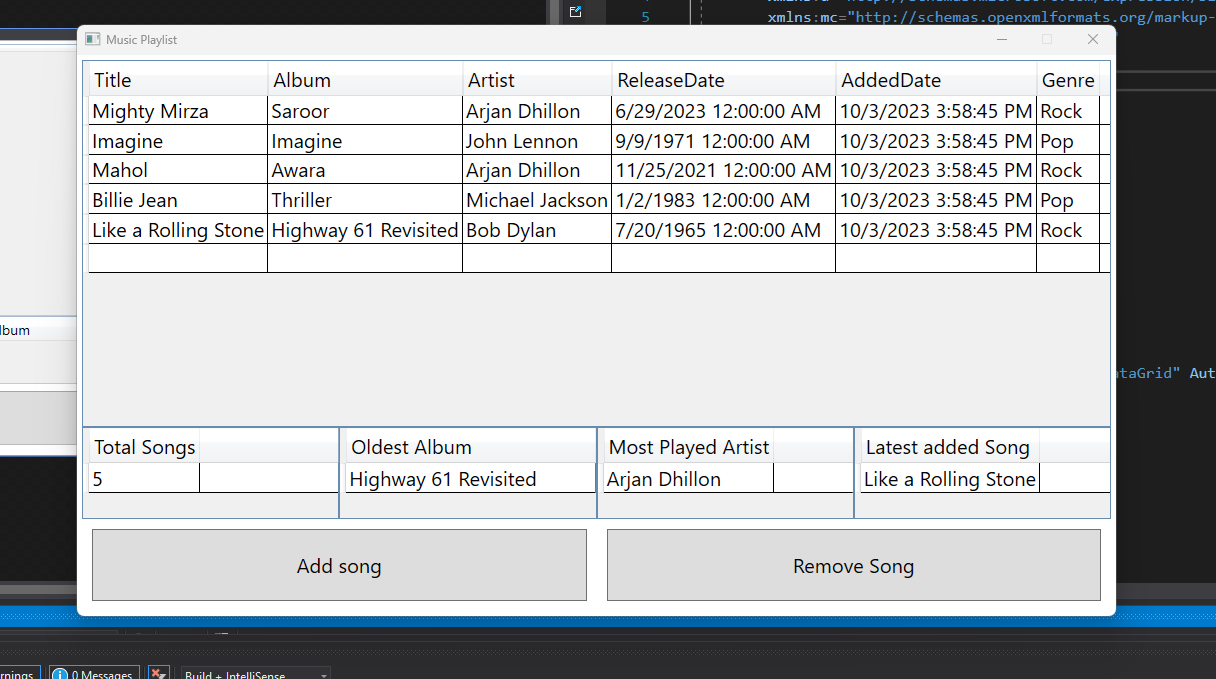 5
xmlns:mc="http://schemas.openxmlformats.org/markup-
Music Playlist
Title Album Artist ReleaseDate AddedDate Genre
Mighty Mirza Saroor Arjan Dhillon 6/29/2023 12:00:00 AM 10/3/2023 3:58:45 PM Rock
Imagine Imagine John Lennon 9/9/1971 12:00:00 AM 10/3/2023 3:58:45 PM Pop
Mahol Awara Arjan Dhillon 11/25/2021 12:00:00 AM 10/3/2023 3:58:45 PM Rock
Billie Jean Thriller Michael Jackson 1/2/1983 12:00:00 AM 10/3/2023 3:58:45 PM Pop
Like a Rolling Stone Highway 61 Revisited Bob Dylan 7/20/1965 12:00:00 AM 10/3/2023 3:58:45 PM Rock
lbum
taGrid" Aut
Total Songs Oldest Album Most Played Artist Latest added Song
5 Highway 61 Revisited Arjan Dhillon Like a Rolling Stone
Add song Remove Song
rnings 0 Messages Build + IntelliSense